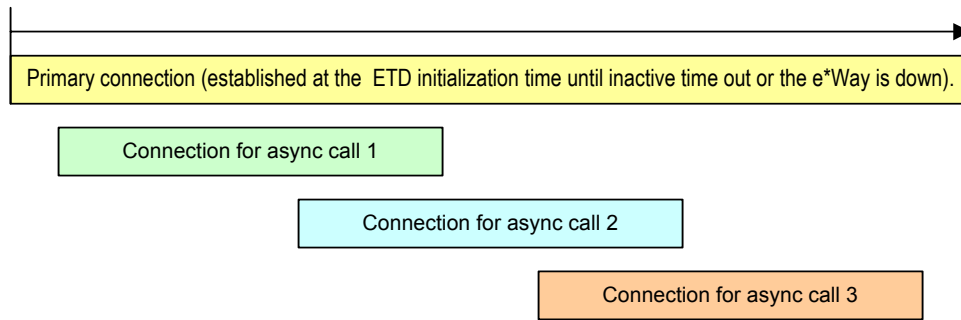 Primary connection (established at the ETD initialization time until inactive time out or the e*Way is down).
Connection for async call 1
Connection for async call 2
Connection for async call 3